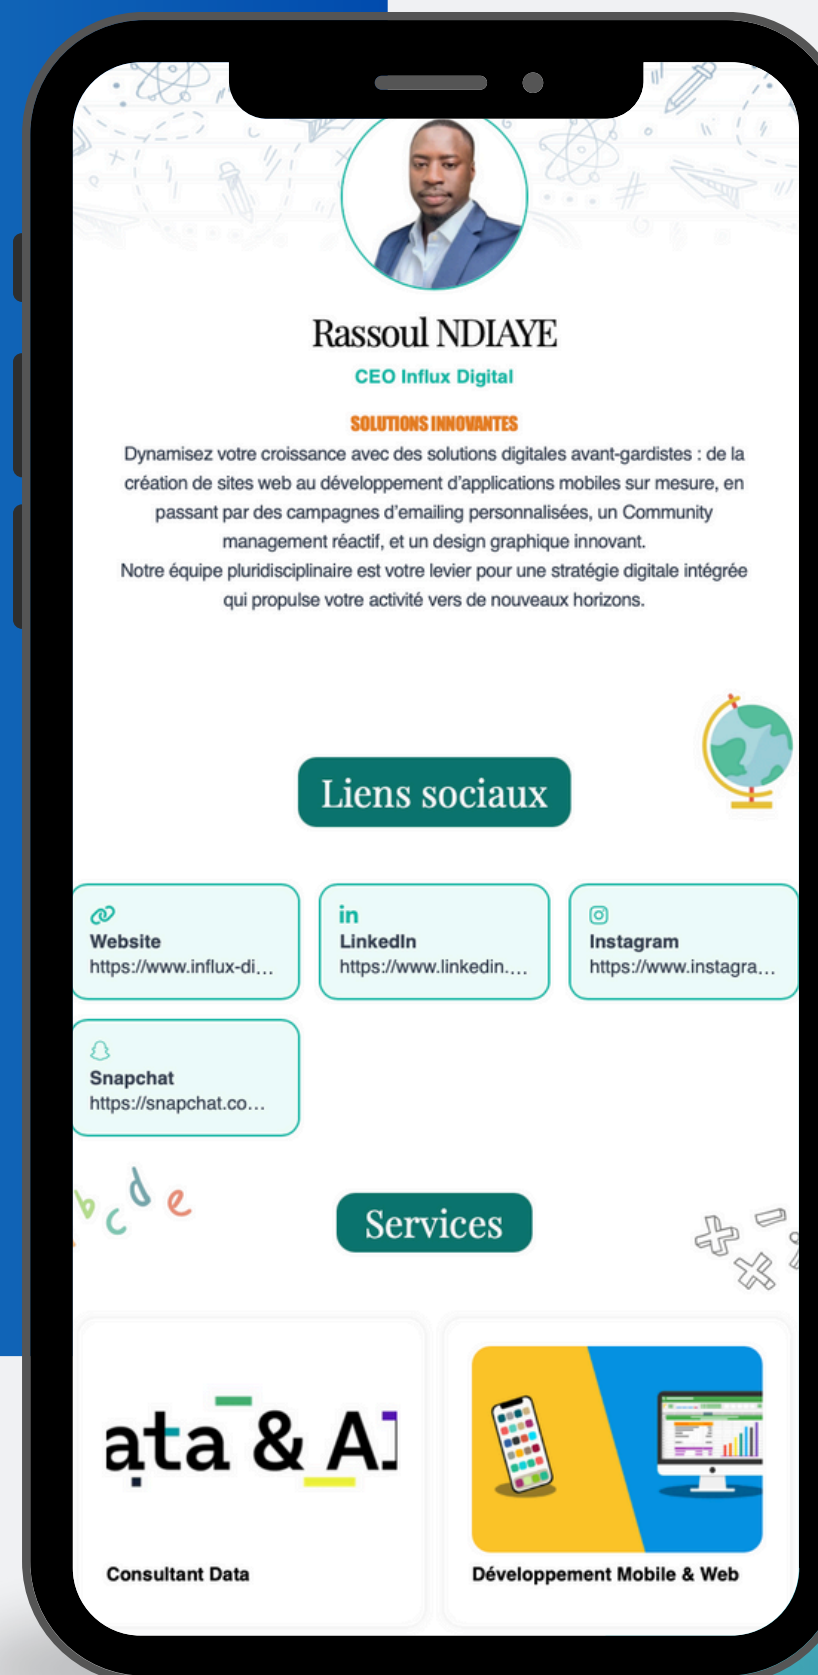 Rassoul NDIAYE
CEO Influx Digital
SOLUTIONS INNOVANTES
Dynamisez votre croissance avec des solutions digitales avant-gardistes : de la
création de sites web au développement d'applications mobiles sur mesure, en
passant par des campagnes d'emailing personnalisées, un Community
management réactif, et un design graphique innovant.
Notre équipe pluridisciplinaire est votre levier pour une stratégie digitale intégrée
qui propulse votre activité vers de nouveaux horizons.
Liens sociaux
Website
https://www.influx-di...
in
LinkedIn
https://www.linkedin....
Instagram
https://www.instagra...
Snapchat
https://snapchat.co...
b c d e
Services
ata & AI
Consultant Data
Développement Mobile & Web